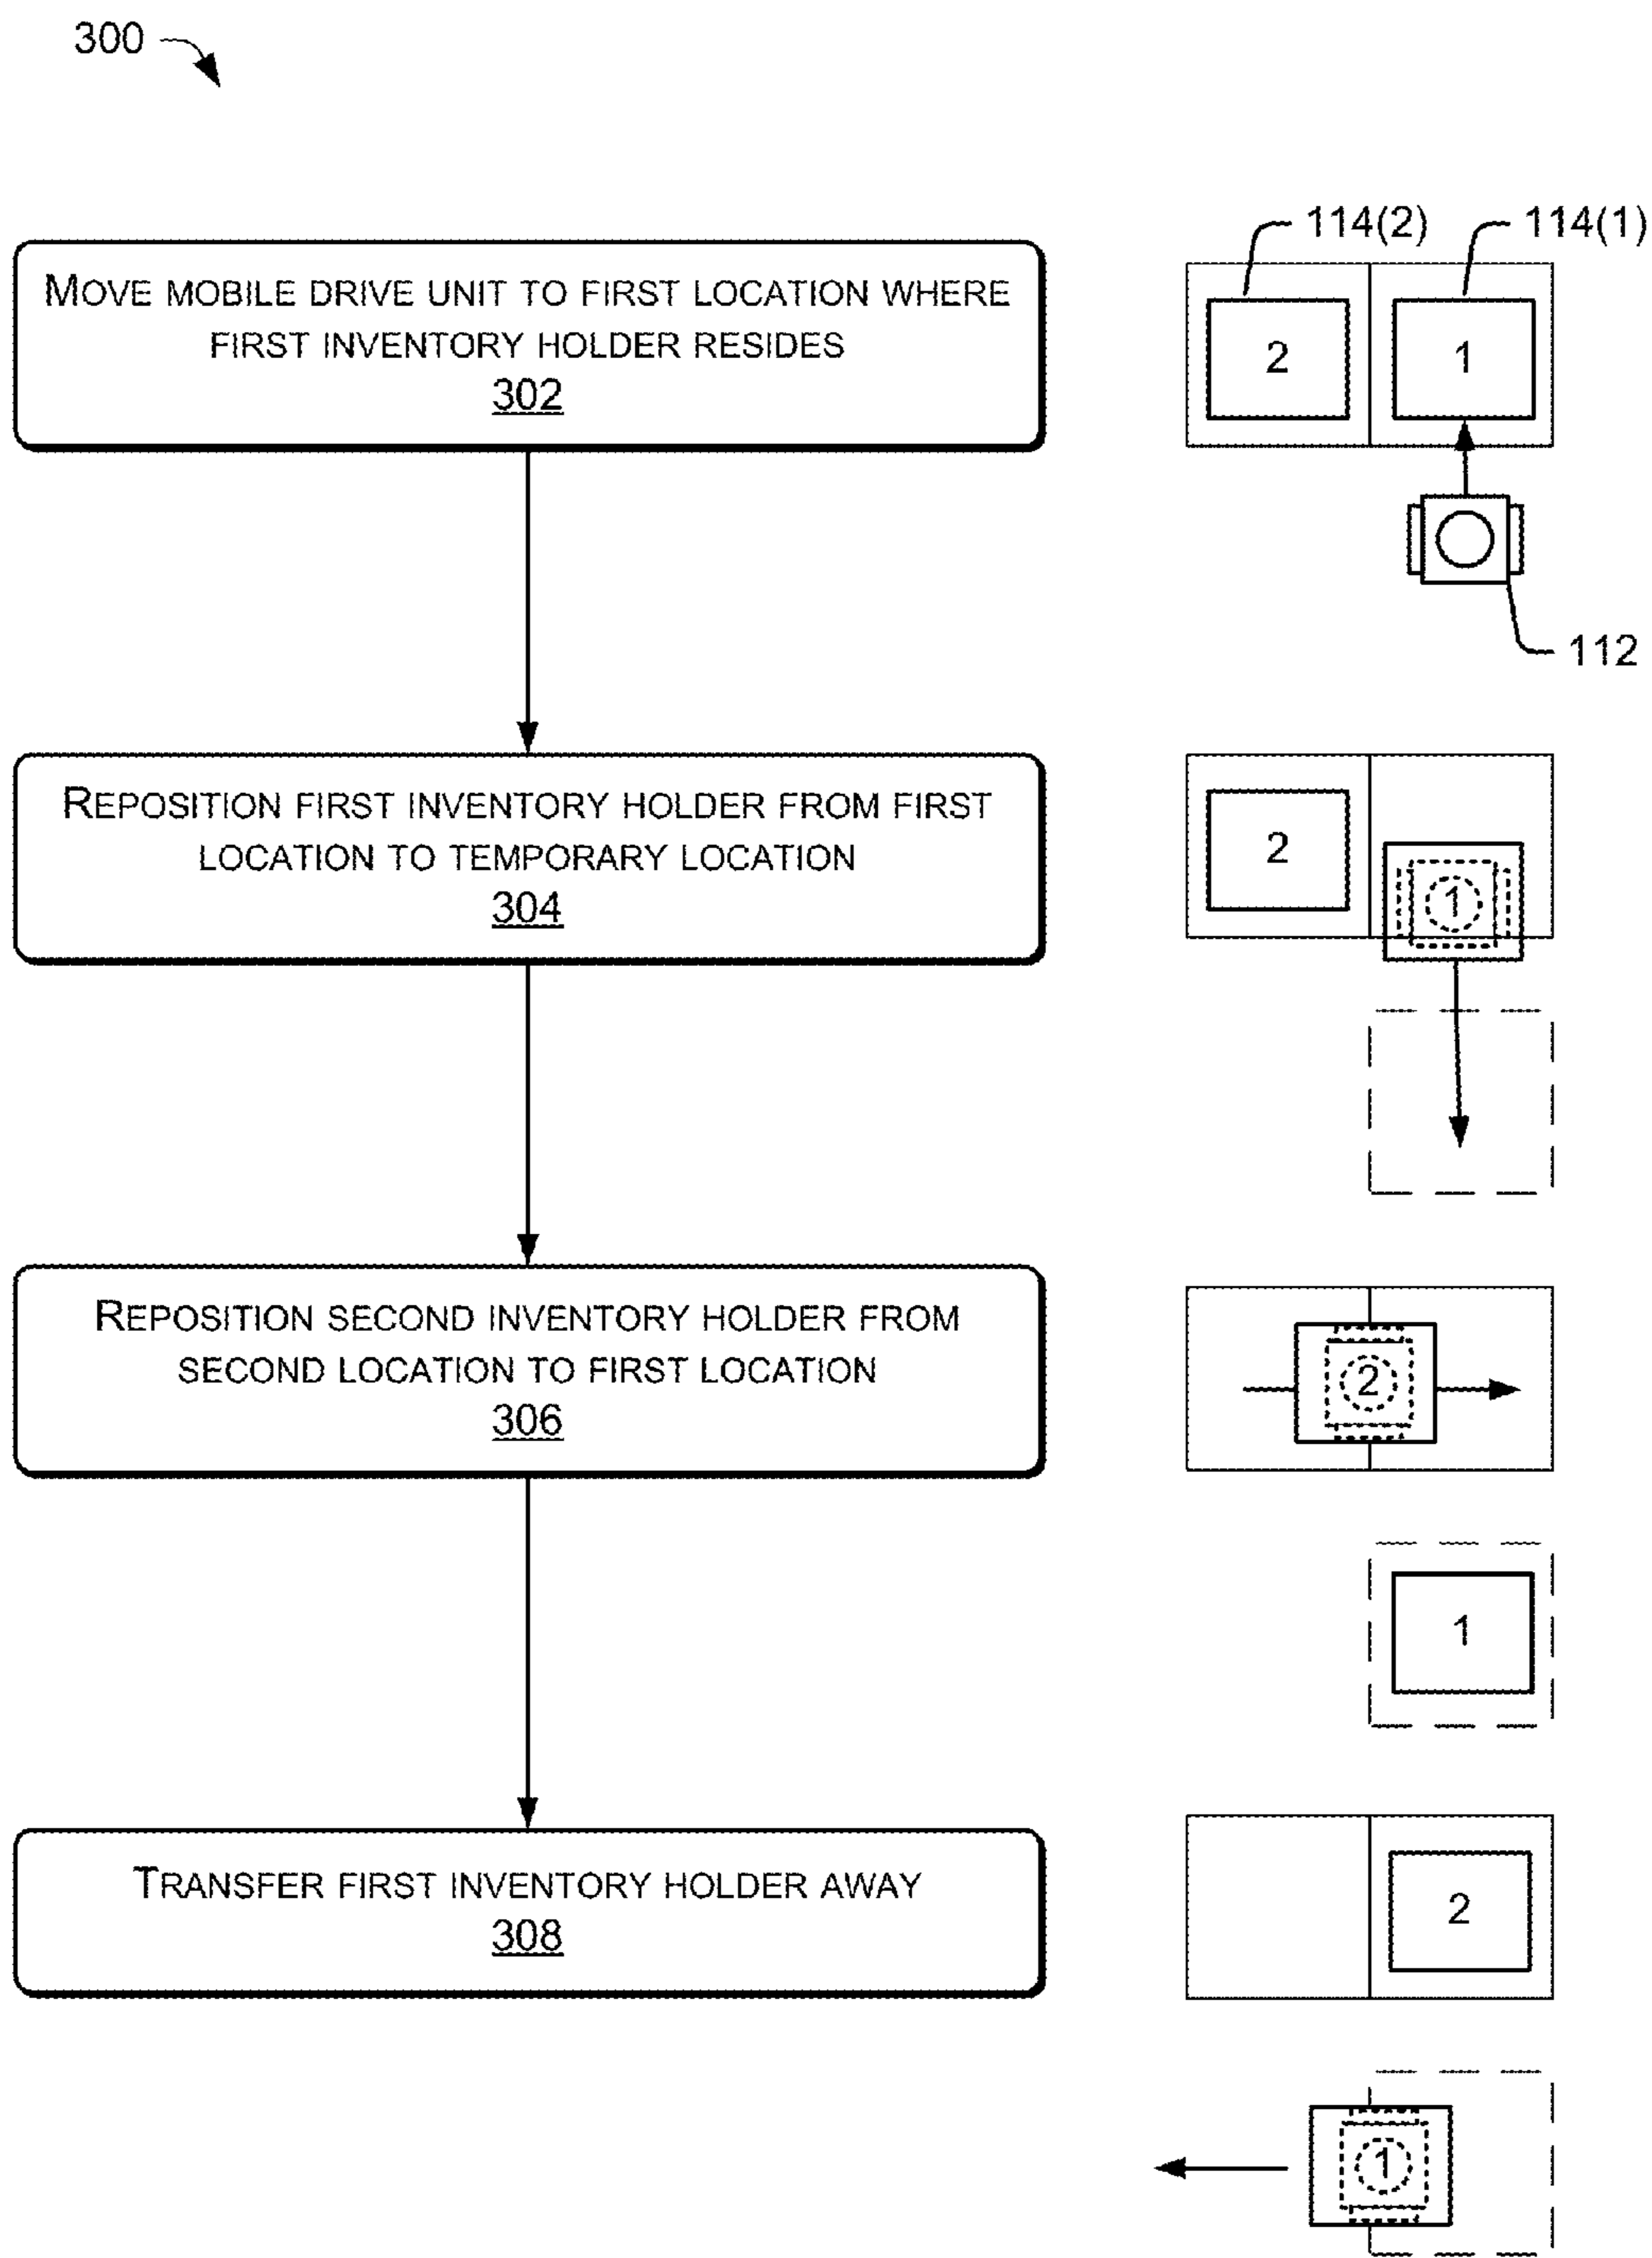 300
114(2) 114(1)
MOVE MOBILE DRIVE UNIT TO FIRST LOCATION WHERE
FIRST INVENTORY HOLDER RESIDES
302
2 1
112
REPOSITION FIRST INVENTORY HOLDER FROM FIRST
LOCATION TO TEMPORARY LOCATION
304
2
1
REPOSITION SECOND INVENTORY HOLDER FROM
SECOND LOCATION TO FIRST LOCATION
306
2
1
TRANSFER FIRST INVENTORY HOLDER AWAY
308
2
1